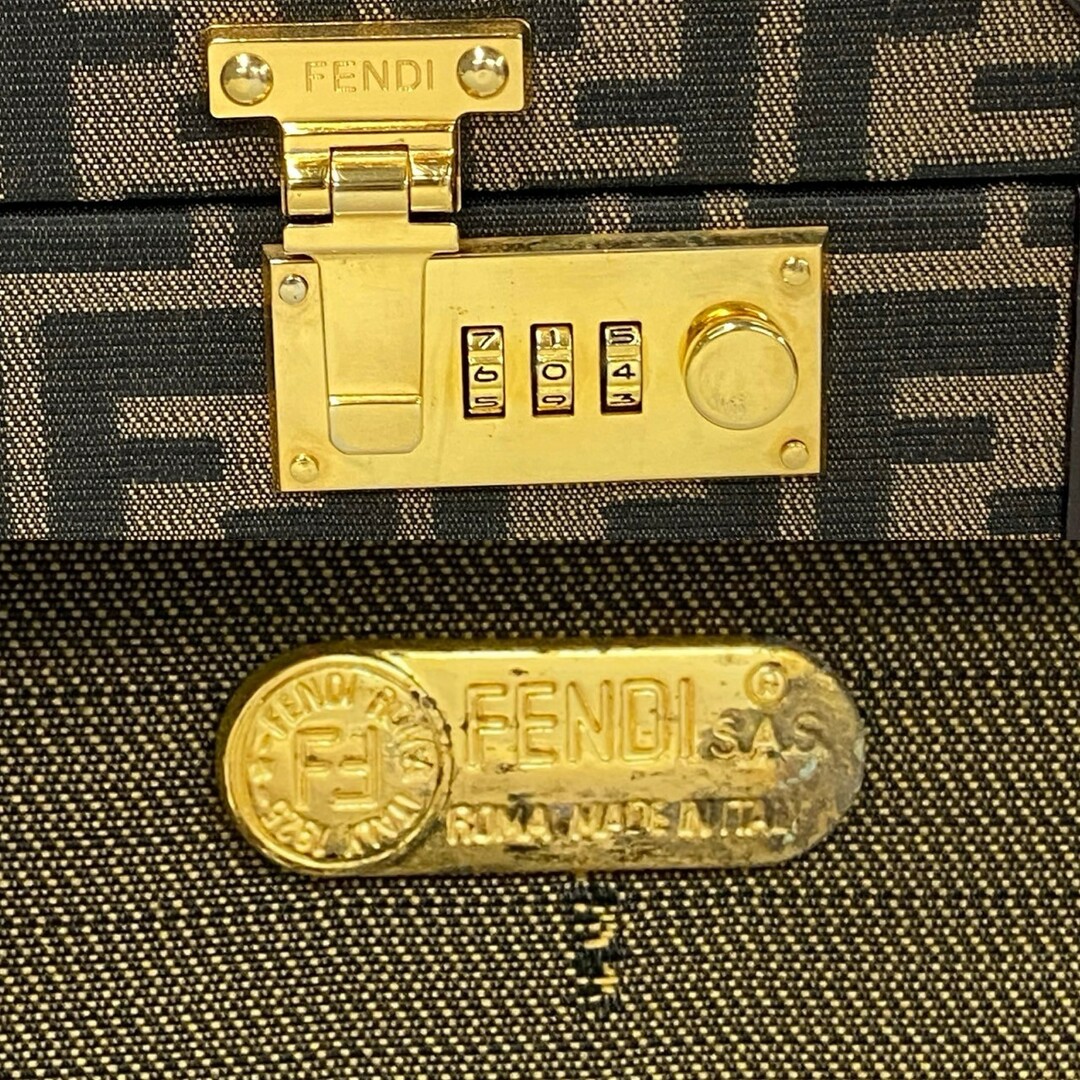 FENDI
7 1 5
6 0 4
5 9 3
FENDI ROMA
1925
FENDI ®
S.A.S
ROMA MADE IN ITALY